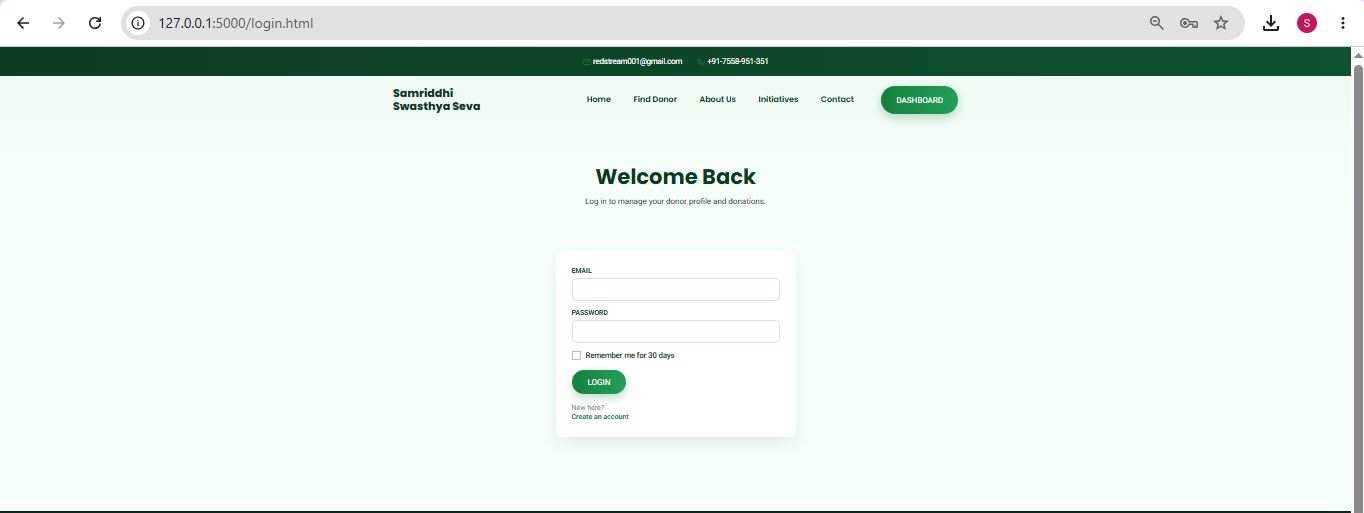 127.0.0.1:5000/login.html
S
redstream001@gmail.com +91-7558-951-351
Samriddhi
Swasthya Seva
Home Find Donor About Us Initiatives Contact DASHBOARD
Welcome Back
Log in to manage your donor profile and donations.
EMAIL
PASSWORD
Remember me for 30 days
LOGIN
New here?
Create an account